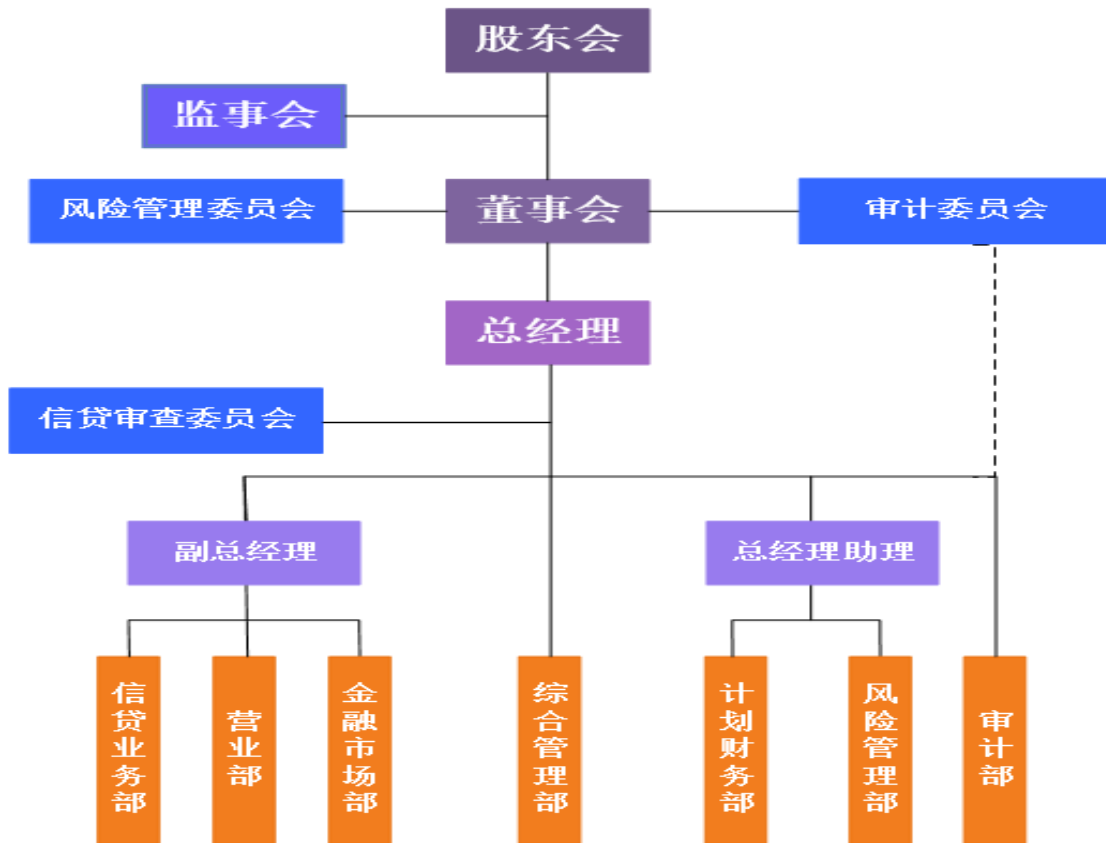 股东会
监事会
风险管理委员会
董事会
审计委员会
总经理
信贷审查委员会
副总经理
总经理助理
信贷业务部
营业部
金融市场部
综合管理部
计划财务部
风险管理部
审计部